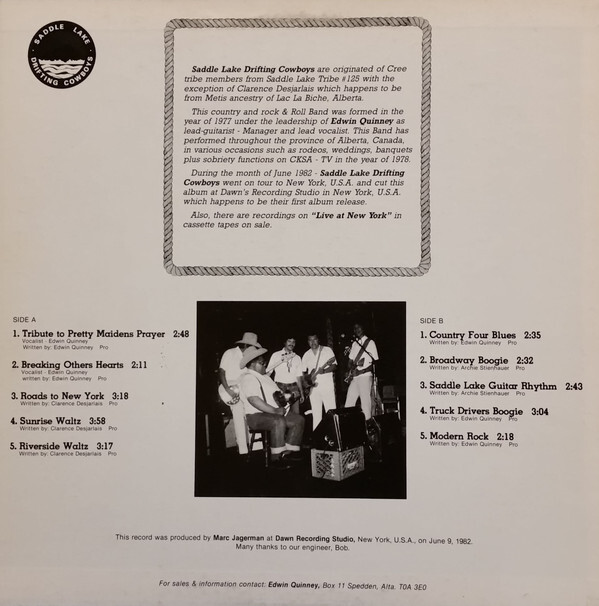 SADDLE LAKE
DRIFTING COWBOYS
Saddle Lake Drifting Cowboys are originated of Cree
tribe members from Saddle Lake Tribe #125 with the
exception of Clarence Desjarlais which happens to be
from Metis ancestry of Lac La Biche, Alberta.
This country and rock & Roll Band was formed in the
year of 1977 under the leadership of Edwin Quinney as
lead-guitarist - Manager and lead vocalist. This Band has
performed throughout the province of Alberta, Canada,
in various occasions such as rodeos, weddings, banquets
plus sobriety functions on CKSA - TV in the year of 1978.
During the month of June 1982 - Saddle Lake Drifting
Cowboys went on tour to New York, U.S.A. and cut this
album at Dawn's Recording Studio in New York, U.S.A.
which happens to be their first album release.
Also, there are recordings on "Live at New York" in
cassette tapes on sale.
SIDE A
1. Tribute to Pretty Maidens Prayer 2:48
Vocalist - Edwin Quinney
Written by: Edwin Quinney Pro
2. Breaking Others Hearts 2:11
Vocalist - Edwin Quinney
written by: Edwin Quinney Pro
3. Roads to New York 3:18
Written by: Clarence Desjarlais Pro
4. Sunrise Waltz 3:58
Written by: Clarence Desjarlais Pro
5. Riverside Waltz 3:17
Written by: Clarence Desjarlais Pro
SIDE B
1. Country Four Blues 2:35
Written by: Edwin Quinney Pro
2. Broadway Boogie 2:32
Written by: Archie Stienhauer Pro
3. Saddle Lake Guitar Rhythm 2:43
Written by: Archie Stienhauer Pro
4. Truck Drivers Boogie 3:04
Written by: Edwin Quinney Pro
5. Modern Rock 2:18
Written by: Edwin Quinney Pro
This record was produced by Marc Jagerman at Dawn Recording Studio, New York, U.S.A., on June 9, 1982.
Many thanks to our engineer, Bob.
For sales & information contact: Edwin Quinney, Box 11 Spedden, Alta. T0A 3E0